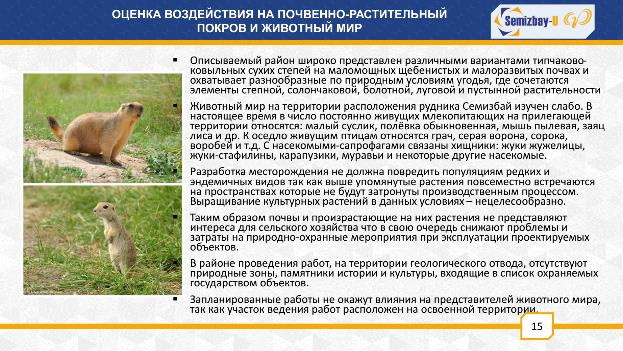 ОЦЕНКА ВОЗДЕЙСТВИЯ НА ПОЧВЕННО-РАСТИТЕЛЬНЫЙ
ПОКРОВ И ЖИВОТНЫЙ МИР
Semizbay-U
Описываемый район широко представлен различными вариантами типчаково-
ковыльных сухих степей на маломощных щебенистых и малоразвитых почвах и
охватывает разнообразные по природным условиям угодья, где сочетаются
элементы степной, солончаковой, болотной, луговой и пустынной растительности
Животный мир на территории расположения рудника Семизбай изучен слабо. В
настоящее время в число постоянно живущих млекопитающих на прилегающей
территории относятся: малый суслик, полёвка обыкновенная, мышь пылевая, заяц
лиса и др. К оседло живущим птицам относятся грач, серая ворона, сорока,
воробей и т.д. С насекомыми-сапрофагами связаны хищники: жуки жужелицы,
жуки-стафилины, карапузики, муравьи и некоторые другие насекомые.
Разработка месторождения не должна повредить популяциям редких и
эндемичных видов так как выше упомянутые растения повсеместно встречаются
на пространствах которые не будут затронуты производственным процессом.
Выращивание культурных растений в данных условиях – нецелесообразно.
Таким образом почвы и произрастающие на них растения не представляют
интереса для сельского хозяйства что в свою очередь снижают проблемы и
затраты на природно-охранные мероприятия при эксплуатации проектируемых
объектов.
В районе проведения работ, на территории геологического отвода, отсутствуют
природные зоны, памятники истории и культуры, входящие в список охраняемых
государством объектов.
Запланированные работы не окажут влияния на представителей животного мира,
так как участок ведения работ расположен на освоенной территории.
15